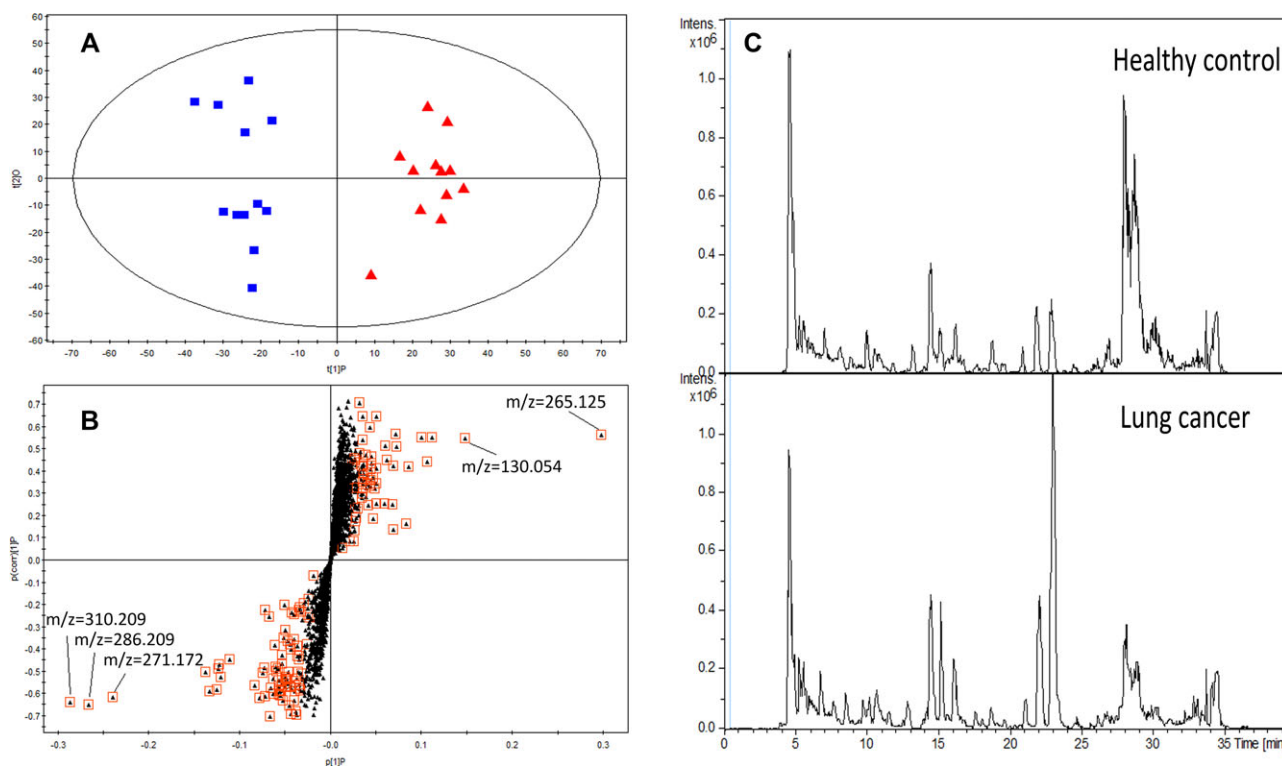 A
60
50
40
30
20
10
0
-10
-20
-30
-40
-50
-60
t[2]O
-70 -60 -50 -40 -30 -20 -10 0 10 20 30 40 50 60 70
t[1]P
B
0.7
0.6
0.5
0.4
0.3
0.2
0.1
0.0
-0.1
-0.2
-0.3
-0.4
-0.5
-0.6
-0.7
p(corr)[1]P
m/z=265.125
m/z=130.054
m/z=310.209
m/z=286.209
m/z=271.172
-0.3 -0.2 -0.1 -0.0 0.1 0.2 0.3
p[1]P
C
Intens.
x10⁶
Healthy control
1.0
0.8
0.6
0.4
0.2
0.0
Intens.
x10⁶
Lung cancer
1.0
0.8
0.6
0.4
0.2
0.0
0 5 10 15 20 25 30 35 Time [min